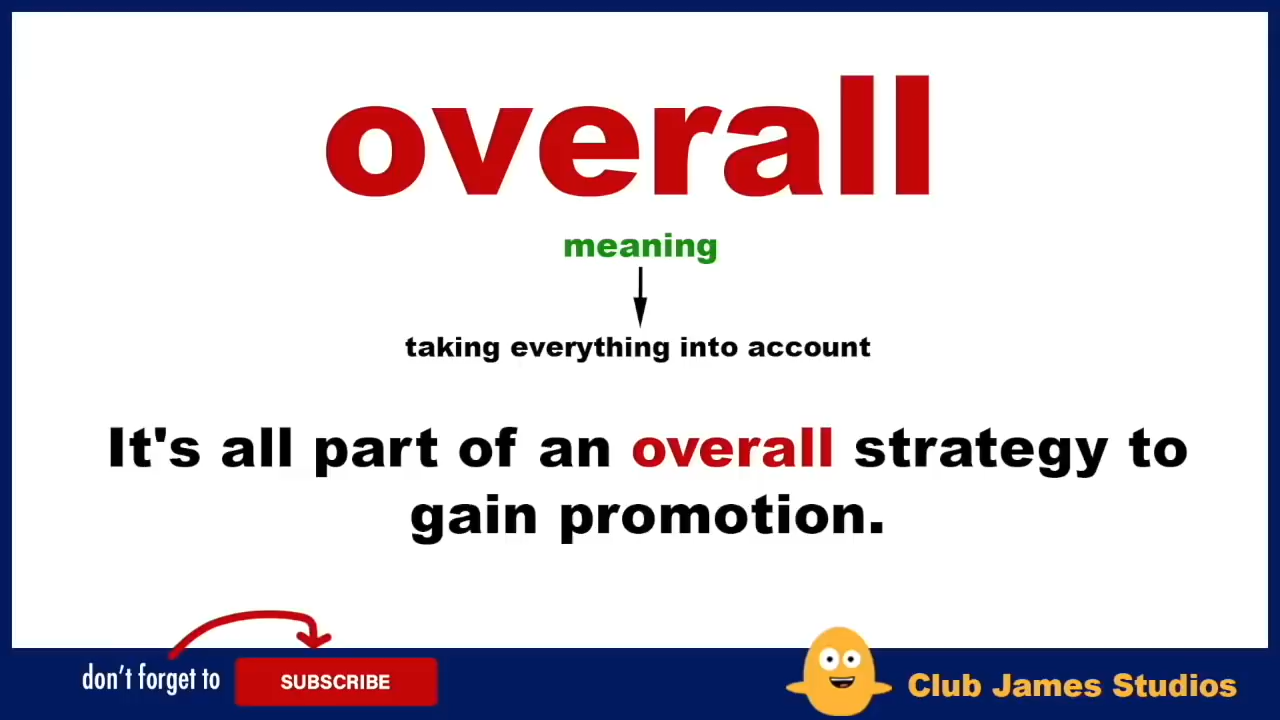 overall
meaning
taking everything into account
It's all part of an overall strategy to
gain promotion.
don't forget to
SUBSCRIBE
Club James Studios